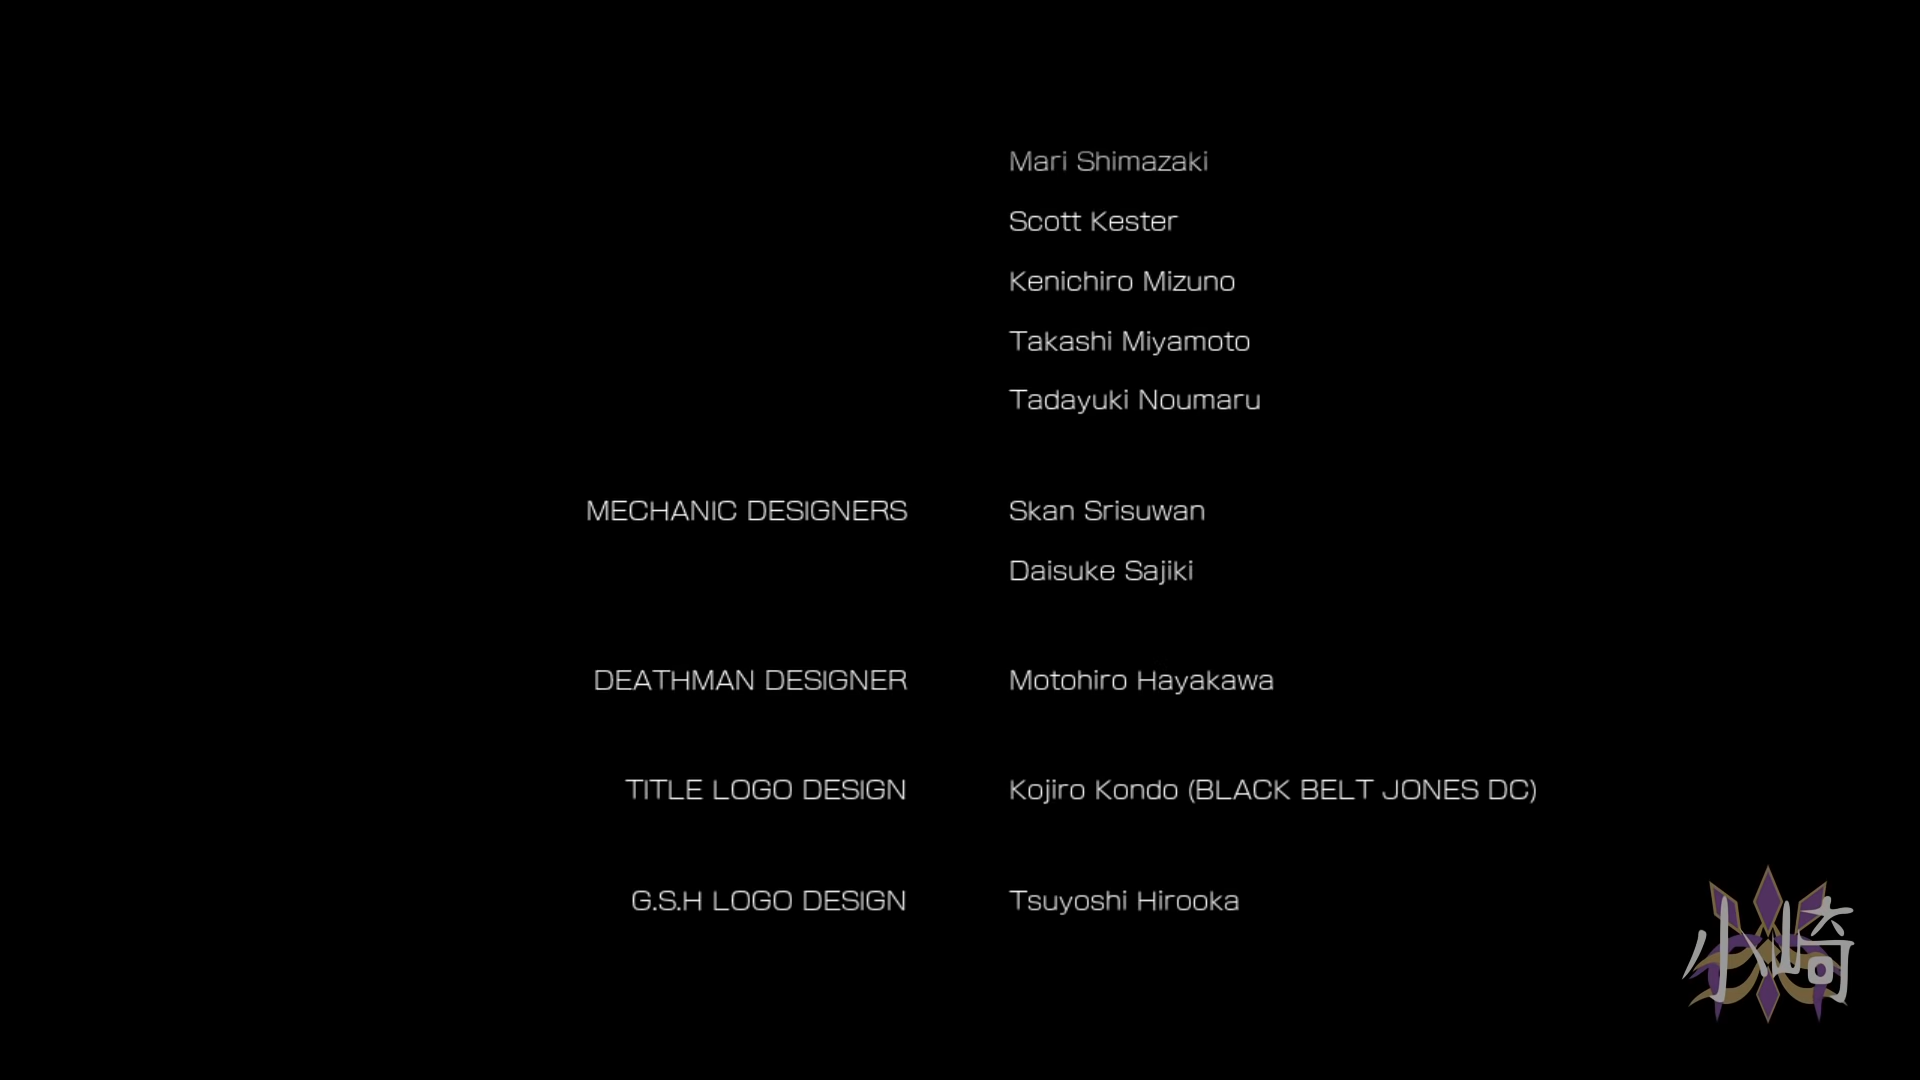 Mari Shimazaki
Scott Kester
Kenichiro Mizuno
Takashi Miyamoto
Tadayuki Noumaru
MECHANIC DESIGNERS Skan Srisuwan
Daisuke Sajiki
DEATHMAN DESIGNER Motohiro Hayakawa
TITLE LOGO DESIGN Kojiro Kondo (BLACK BELT JONES DC)
G.S.H LOGO DESIGN Tsuyoshi Hirooka
小崎